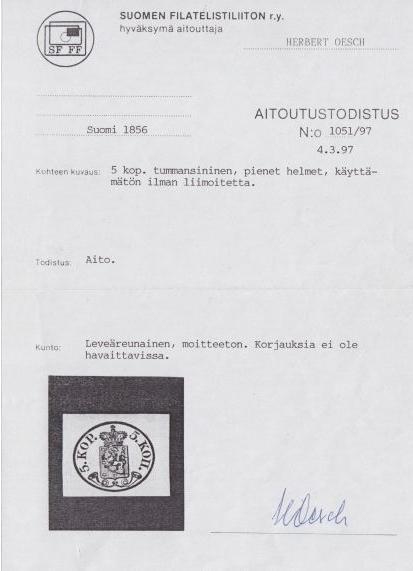 SUOMEN FILATELISTILIITON r.y.
hyväksymä aitouttaja
SF FF
HERBERT OESCH
AITOUTUSTODISTUS
N:o 1051/97
4.3.97
Suomi 1856
Kohteen kuvaus: 5 kop. tummansininen, pienet helmet, käyttä-
mätön ilman liimoitetta.
Todistus: Aito.
Kunto: Leveäreunainen, moitteeton. Korjauksia ei ole
havaittavissa.
5. KOP. 5. КОП.
HOesch